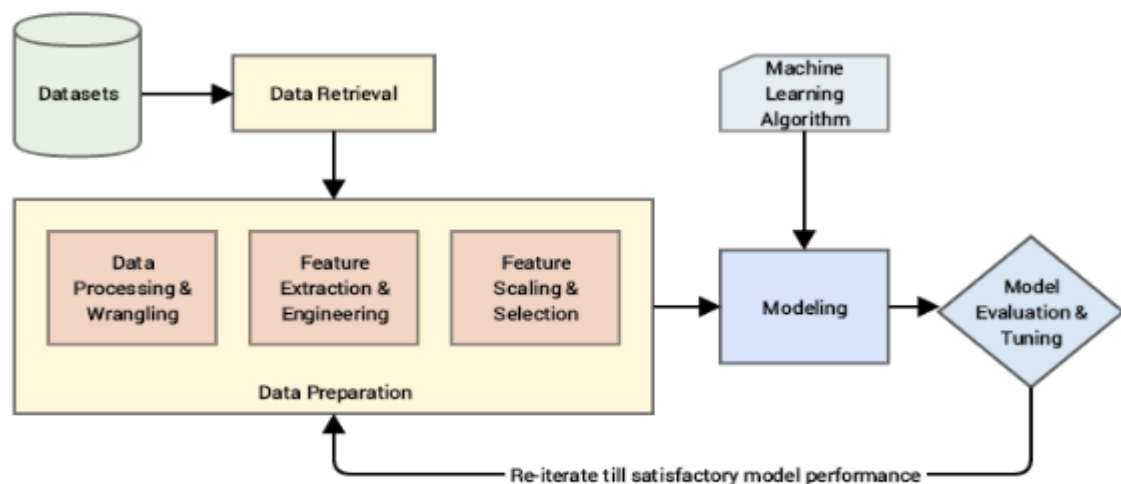 Datasets
Data Retrieval
Machine
Learning
Algorithm
Data
Processing &
Wrangling
Feature
Extraction &
Engineering
Feature
Scaling &
Selection
Data Preparation
Modeling
Model
Evaluation &
Tuning
Re-iterate till satisfactory model performance